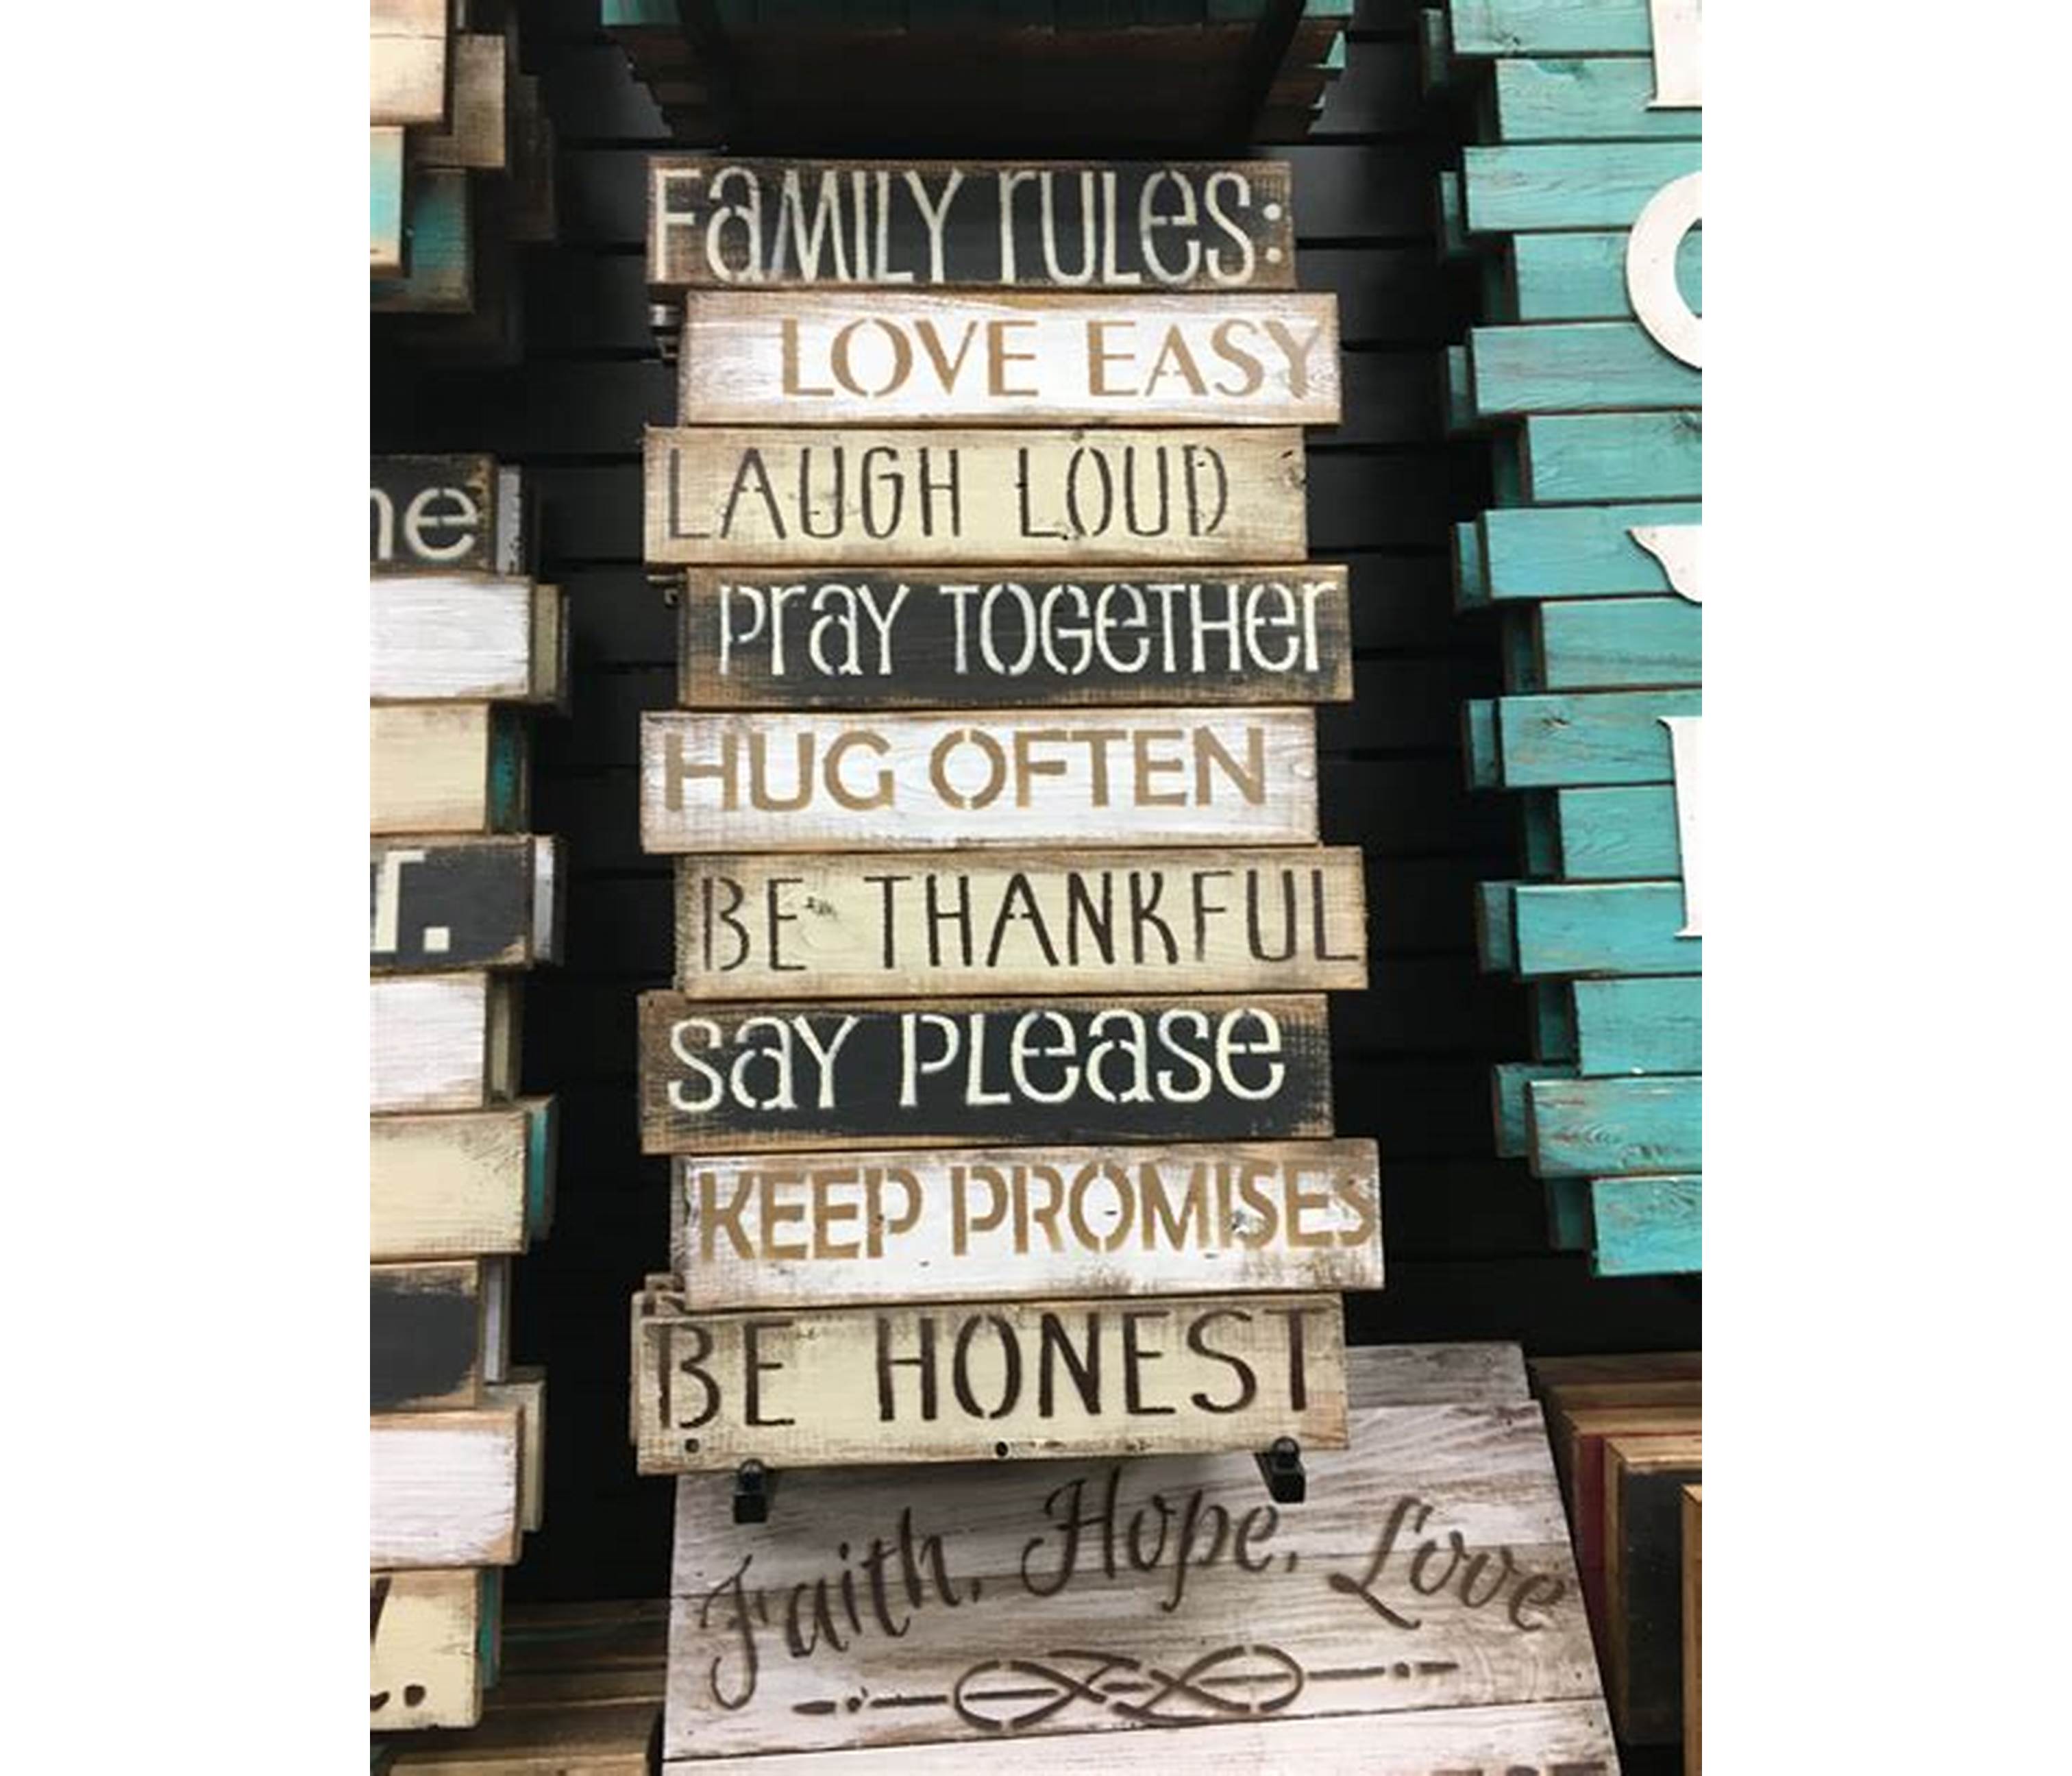 FaMILY rULes:
LOVE EASY
LAUGH LOUD
PraY TOGeTHer
HUG OFTEN
BE THANKFUL
SaY PLease
KEEP PROMISES
BE HONEST
Faith, Hope, Love